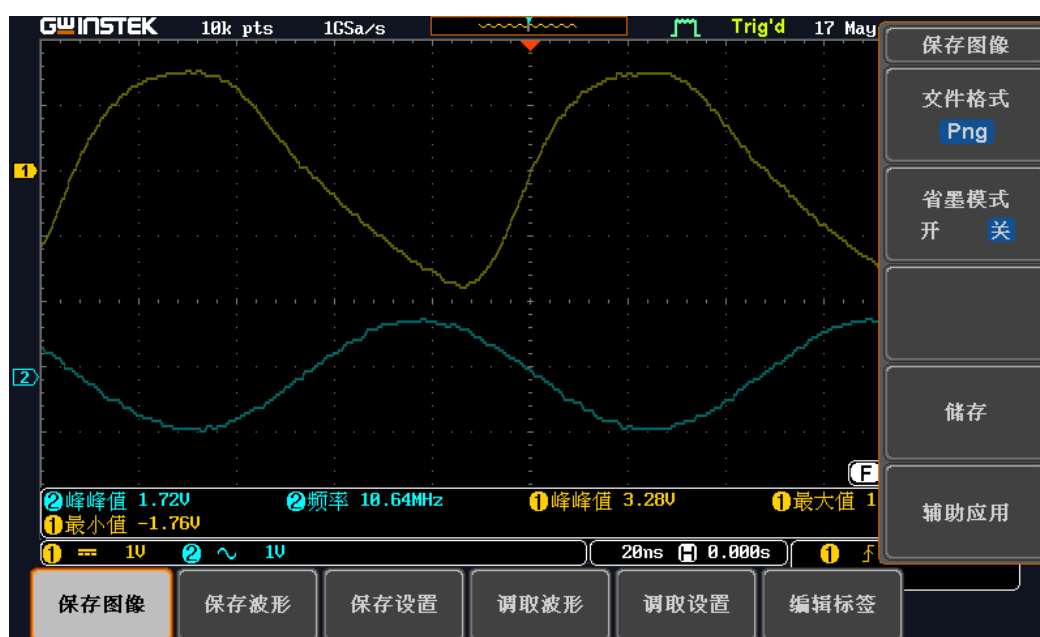 GWINSTEK 10k pts 1GSa/s Trig'd 17 May
保存图像
文件格式
Png
省墨模式
开 关
储存
辅助应用
1
2
F
2峰峰值 1.72V 2频率 10.64MHz 1峰峰值 3.28V 1最大值 1
1最小值 -1.76V
1 1V 2 1V 20ns H 0.000s 1
保存图像 保存波形 保存设置 调取波形 调取设置 编辑标签